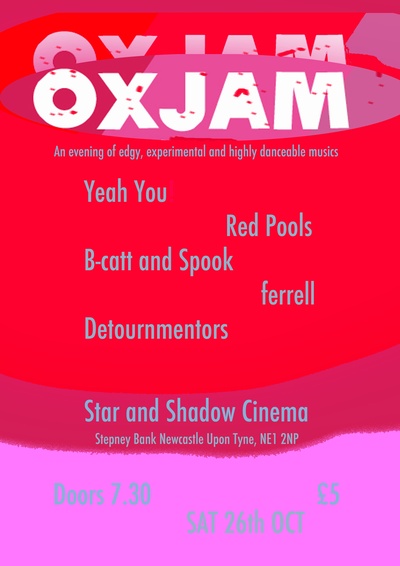 OXJAM
OXJAM
An evening of edgy, experimental and highly danceable musics
Yeah You
Red Pools
B-catt and Spook
ferrell
Detournmentors
Star and Shadow Cinema
Stepney Bank Newcastle Upon Tyne, NE1 2NP
Doors 7.30 £5
SAT 26th OCT